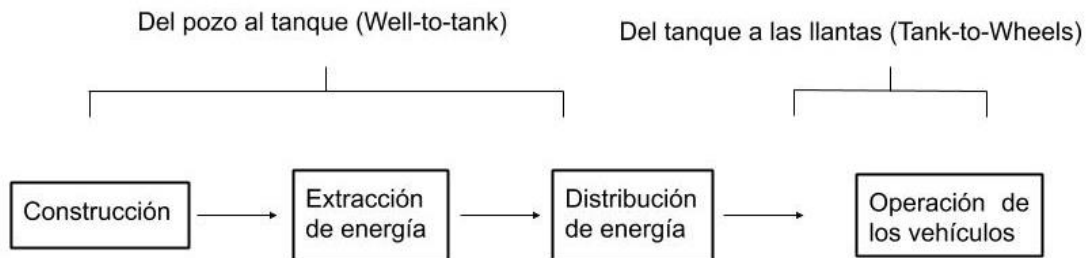 Del pozo al tanque (Well-to-tank)
Del tanque a las llantas (Tank-to-Wheels)
Construcción
Extracción
de energía
Distribución
de energía
Operación de
los vehículos